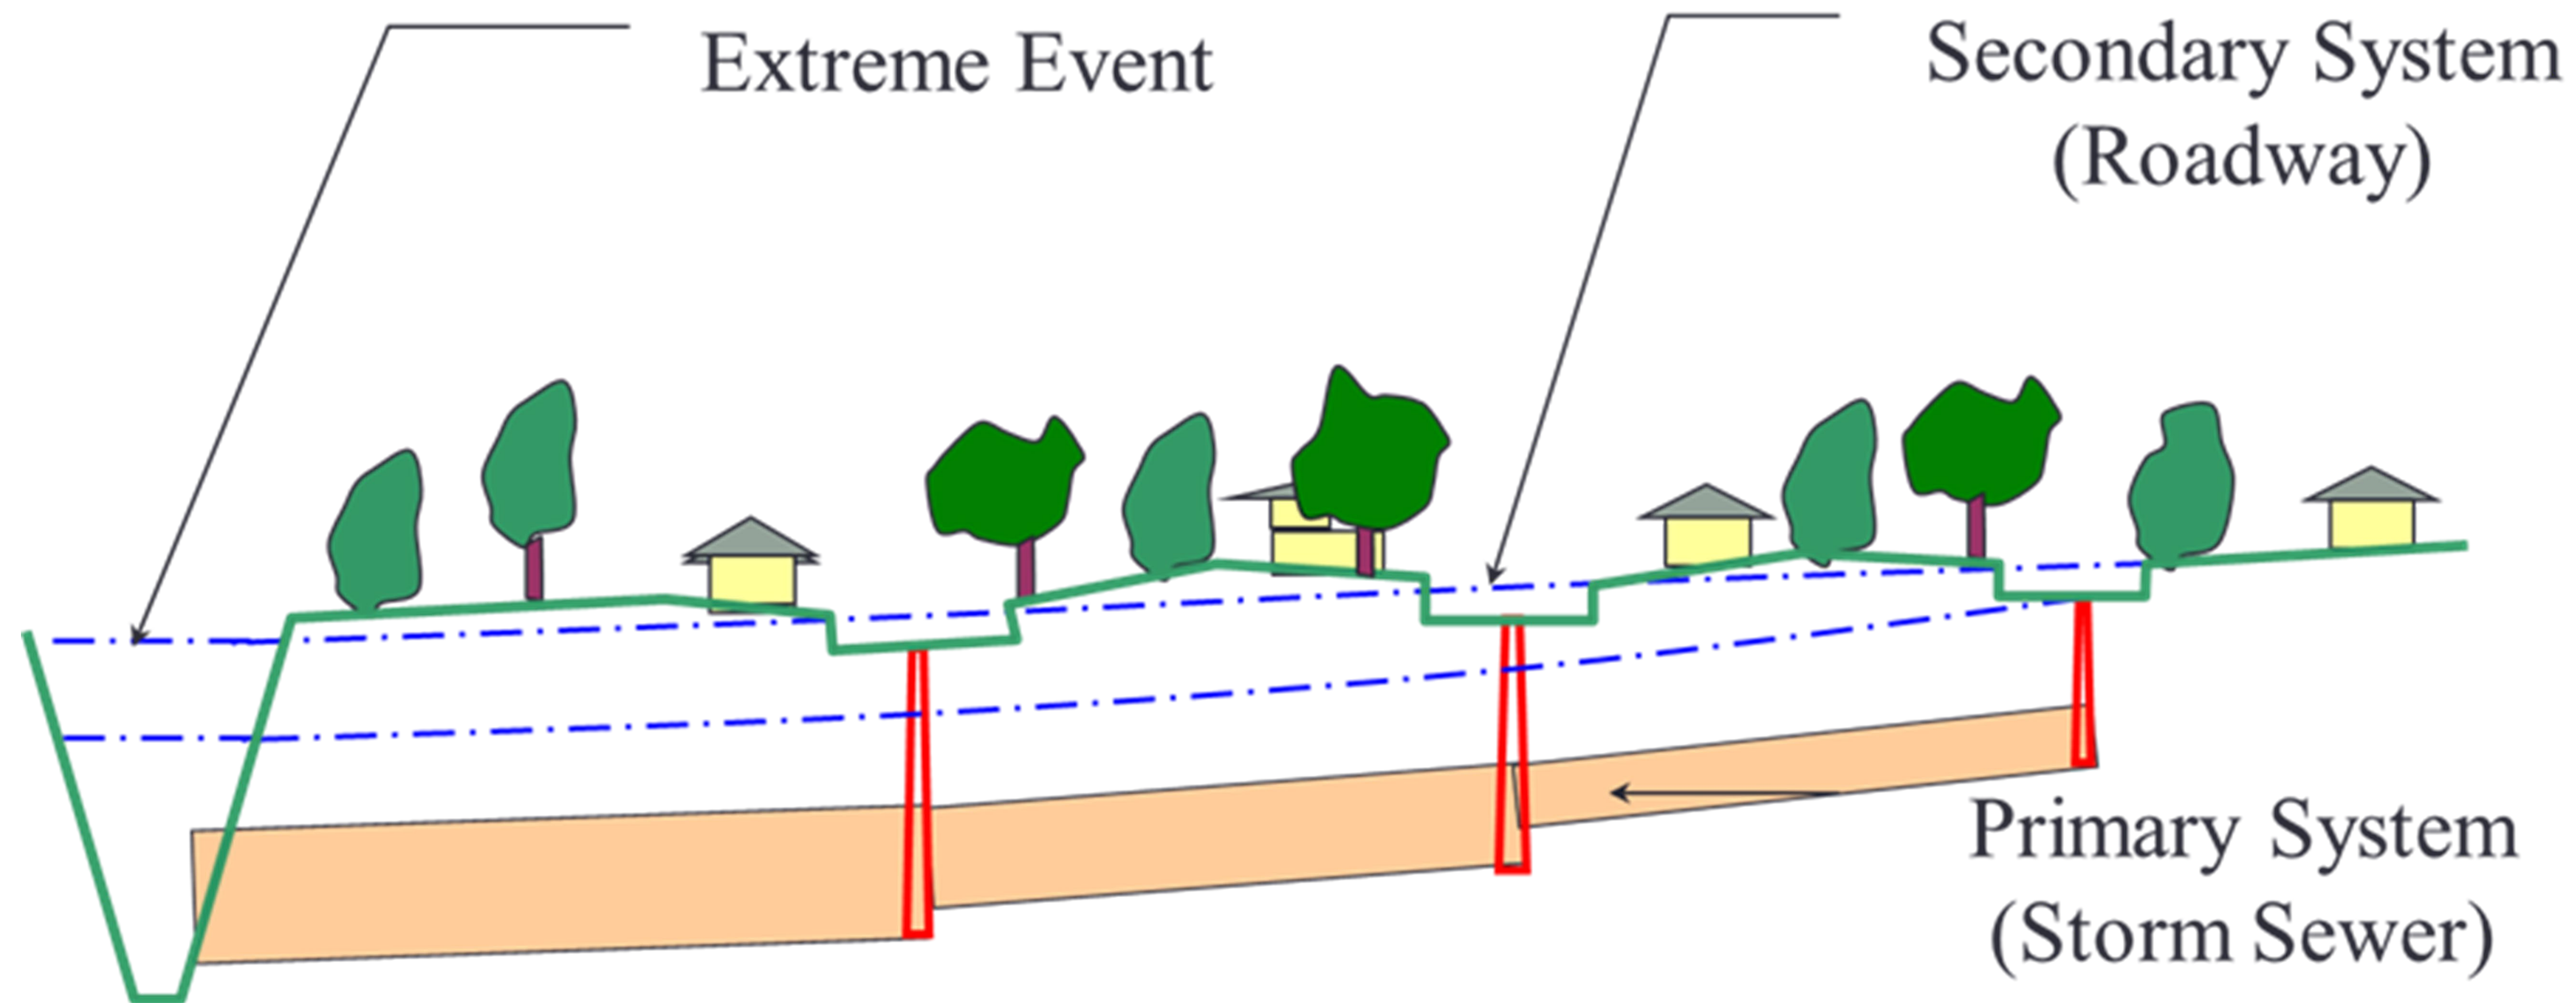 Extreme Event
Secondary System
(Roadway)
Primary System
(Storm Sewer)